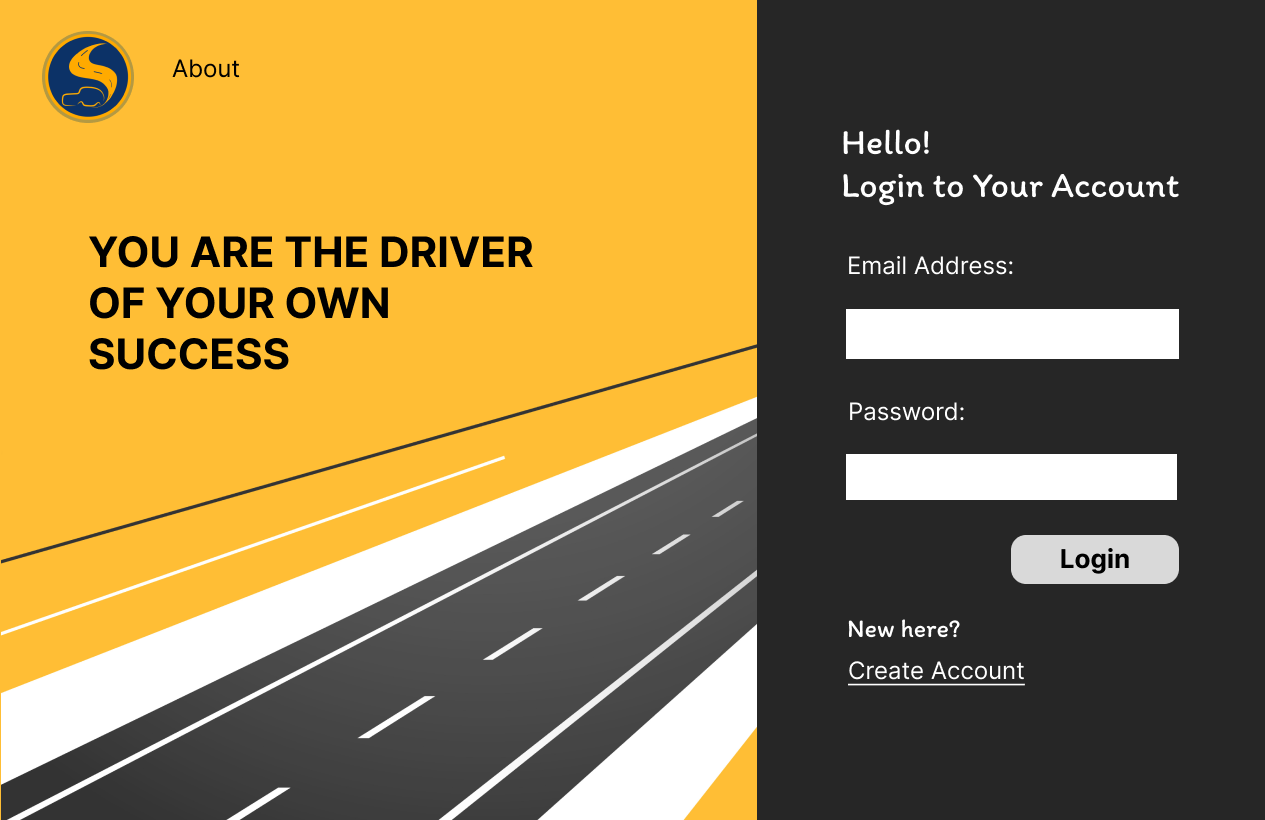 About
YOU ARE THE DRIVER
OF YOUR OWN
SUCCESS
Hello!
Login to Your Account
Email Address:
Password:
Login
New here?
Create Account